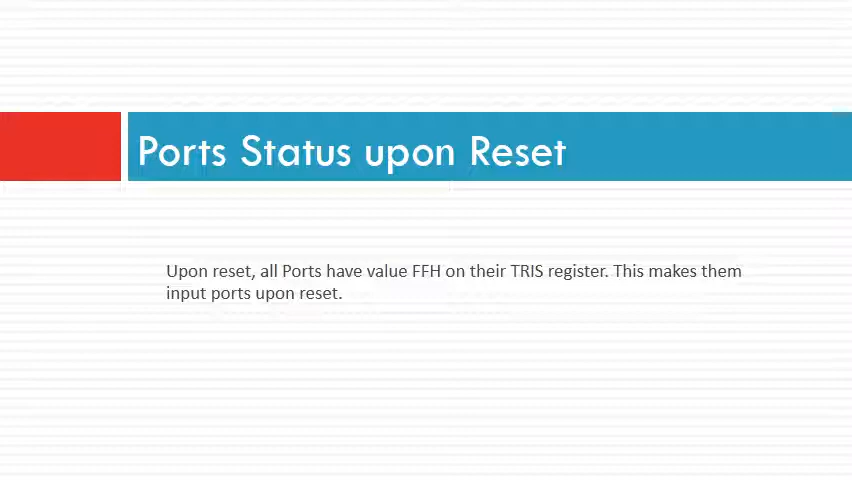 Ports Status upon Reset
Upon reset, all Ports have value FFH on their TRIS register. This makes them
input ports upon reset.